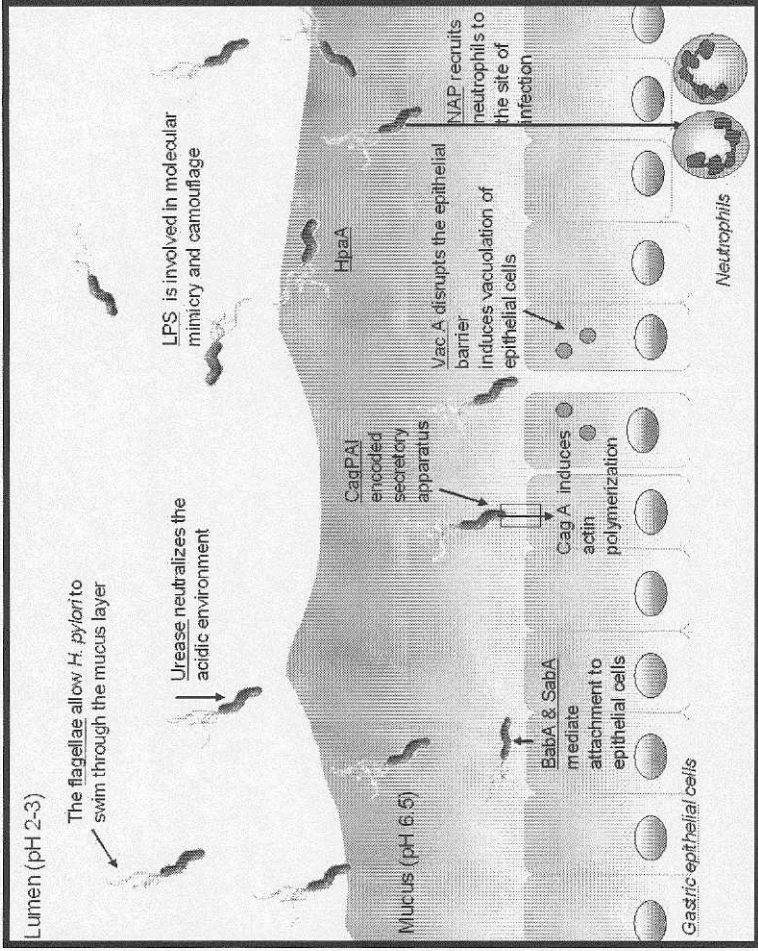 Lumen (pH 2-3)
The flagellae allow H. pylori to
swim through the mucus layer
Urease neutralizes the
acidic environment
LPS is involved in molecular
mimicry and camouflage
Mucus (pH 6.5)
HpaA
CagPAI
encoded
secretory
apparatus
Vac A disrupts the epithelial
barrier
induces vacuolation of
epithelial cells
NAP recruits
neutrophils to
the site of
infection
BabA & SabA
mediate
attachment to
epithelial cells
Cag A induces
actin
polymerization
Gastric epithelial cells
Neutrophils